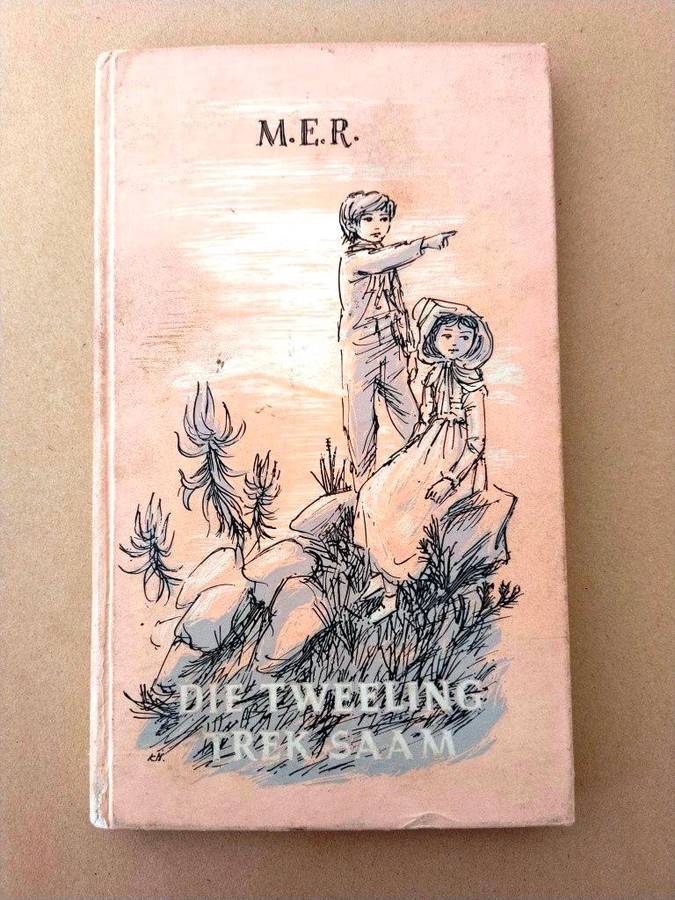 M.E.R.
DIE TWEELING
TREK SAAM